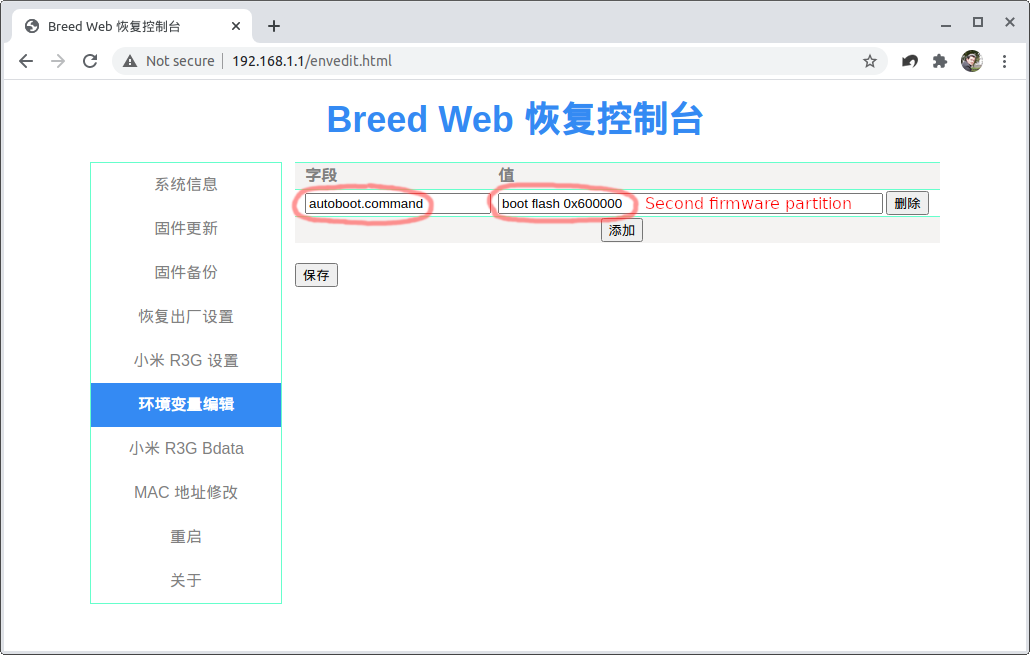 Breed Web 恢复控制台
Not secure 192.168.1.1/envedit.html
Breed Web 恢复控制台
系统信息
固件更新
固件备份
恢复出厂设置
小米 R3G 设置
环境变量编辑
小米 R3G Bdata
MAC 地址修改
重启
关于
字段 值
autoboot.command boot flash 0x600000 Second firmware partition 删除
添加
保存